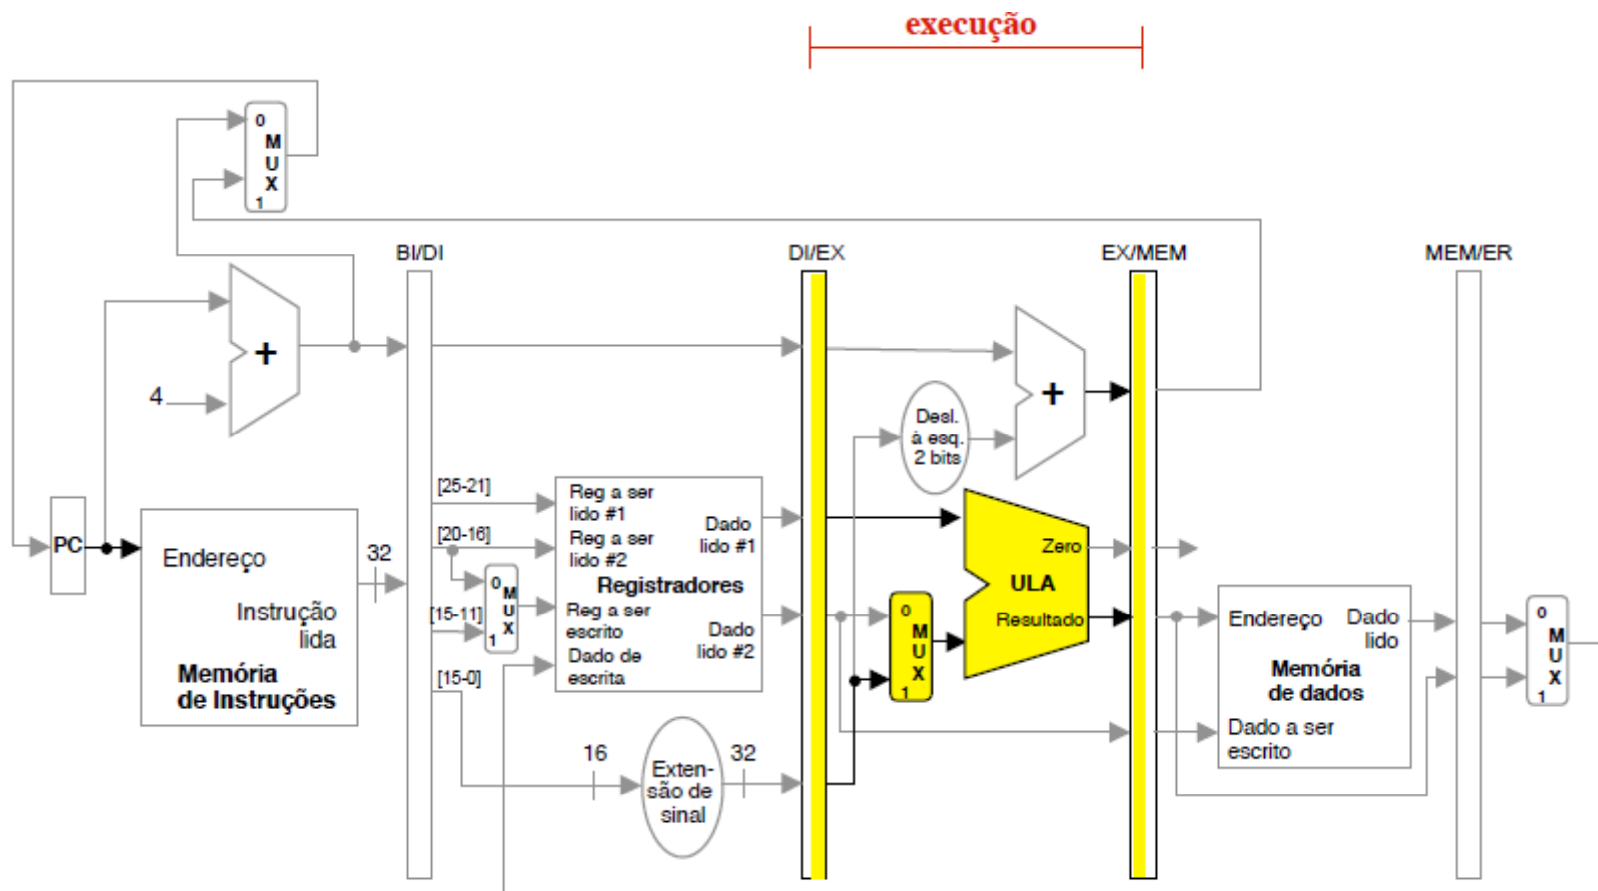 execução
0
M
U
X
1
BI/DI
DI/EX
EX/MEM
MEM/ER
+
4
Desl.
à esq.
2 bits
+
PC
Endereço
Instrução
lida
Memória
de Instruções
32
[25-21]
[20-16]
[15-11]
[15-0]
0
M
U
X
1
Reg a ser
lido #1
Reg a ser
lido #2
Registradores
Reg a ser
escrito
Dado de
escrita
Dado
lido #1
Dado
lido #2
16
Exten-
são de
sinal
32
0
M
U
X
1
Zero
ULA
Resultado
Endereço
Dado
lido
Memória
de dados
Dado a ser
escrito
0
M
U
X
1